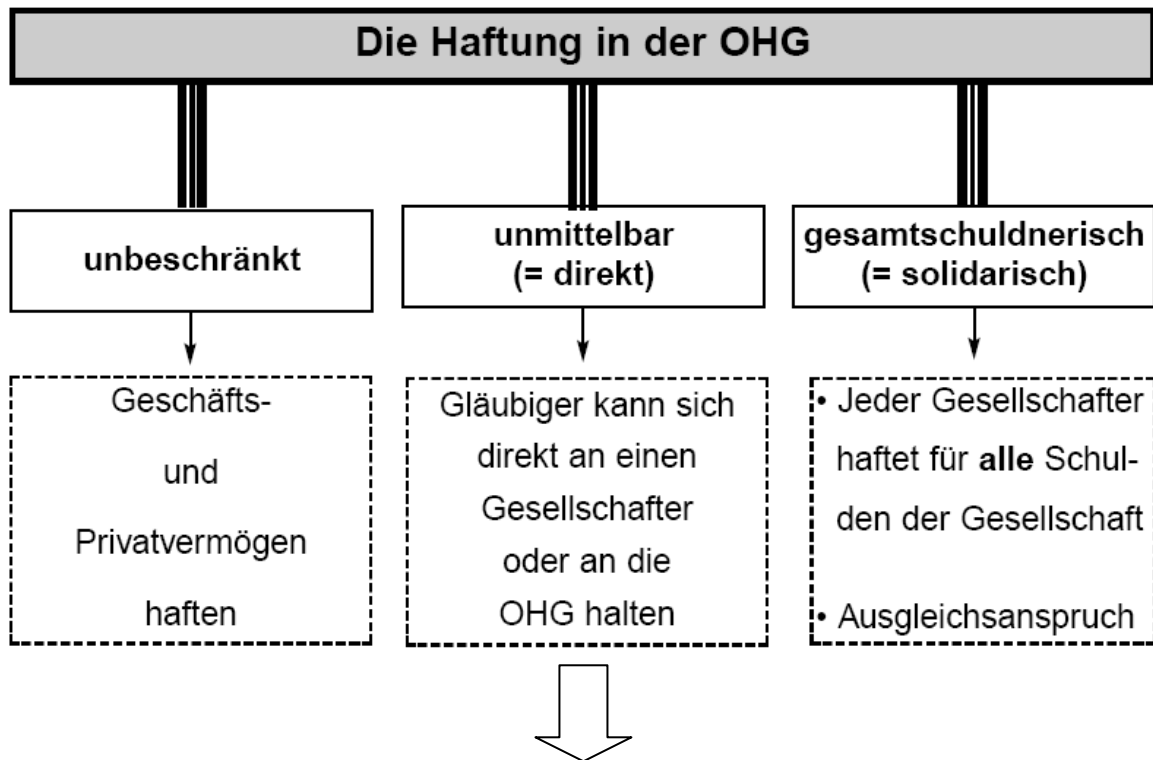 Die Haftung in der OHG
unbeschränkt
Geschäfts-
und
Privatvermögen
haften
unmittelbar
(= direkt)
Gläubiger kann sich
direkt an einen
Gesellschafter
oder an die
OHG halten
gesamtschuldnerisch
(= solidarisch)
• Jeder Gesellschafter
haftet für alle Schul-
den der Gesellschaft
• Ausgleichsanspruch